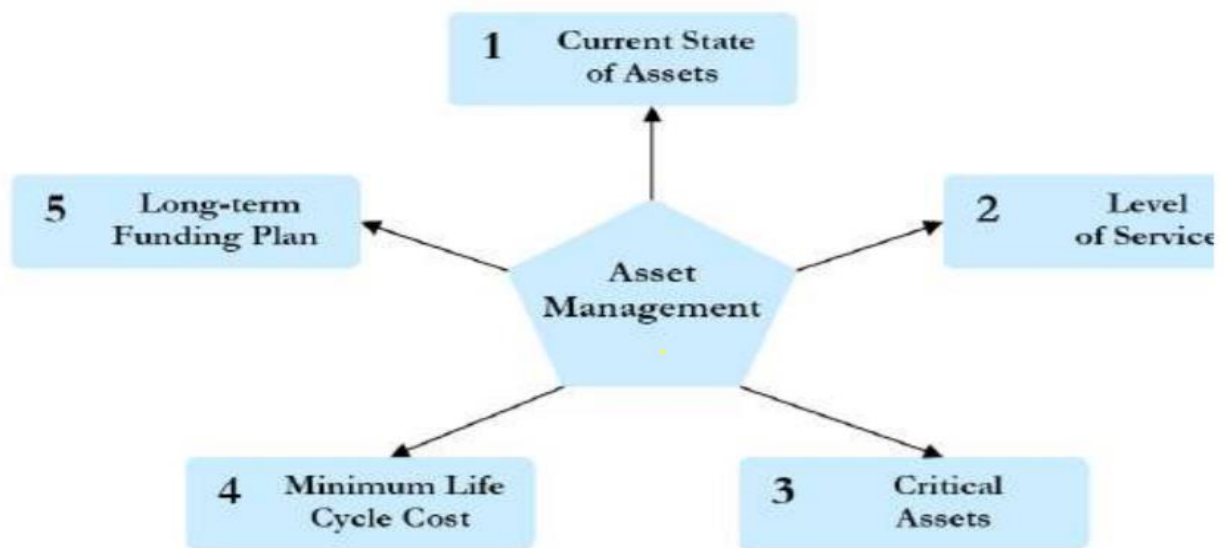 1 Current State
of Assets
5 Long-term
Funding Plan
2 Level
of Service
Asset
Management
4 Minimum Life
Cycle Cost
3 Critical
Assets